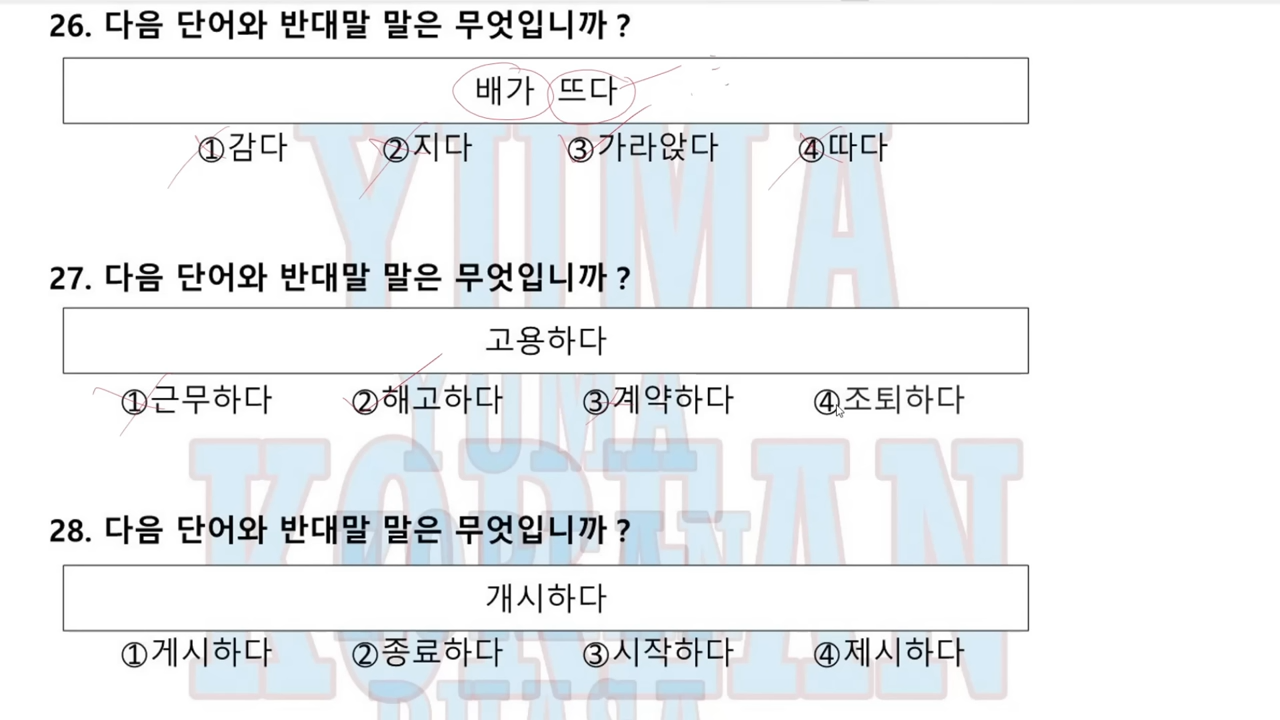 26. 다음 단어와 반대말 말은 무엇입니까 ?
배가 뜨다
①감다 ②지다 ③가라앉다 ④따다
27. 다음 단어와 반대말 말은 무엇입니까 ?
고용하다
①근무하다 ②해고하다 ③계약하다 ④조퇴하다
28. 다음 단어와 반대말 말은 무엇입니까 ?
개시하다
①게시하다 ②종료하다 ③시작하다 ④제시하다
YUMA
YUMA
KOREAN
KOREAN